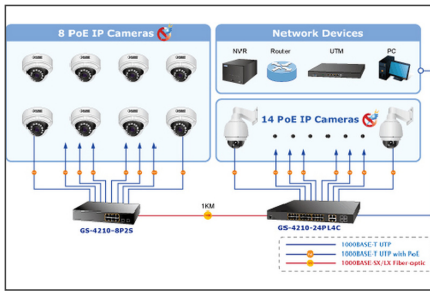 8 PoE IP Cameras
Network Devices
NVR
Router
UTM
PC
14 PoE IP Cameras
1KM
GS-4210-8P2S
GS-4210-24PL4C
1000BASE-T UTP
1000BASE-T UTP with PoE
1000BASE-SX/LX Fiber-optic